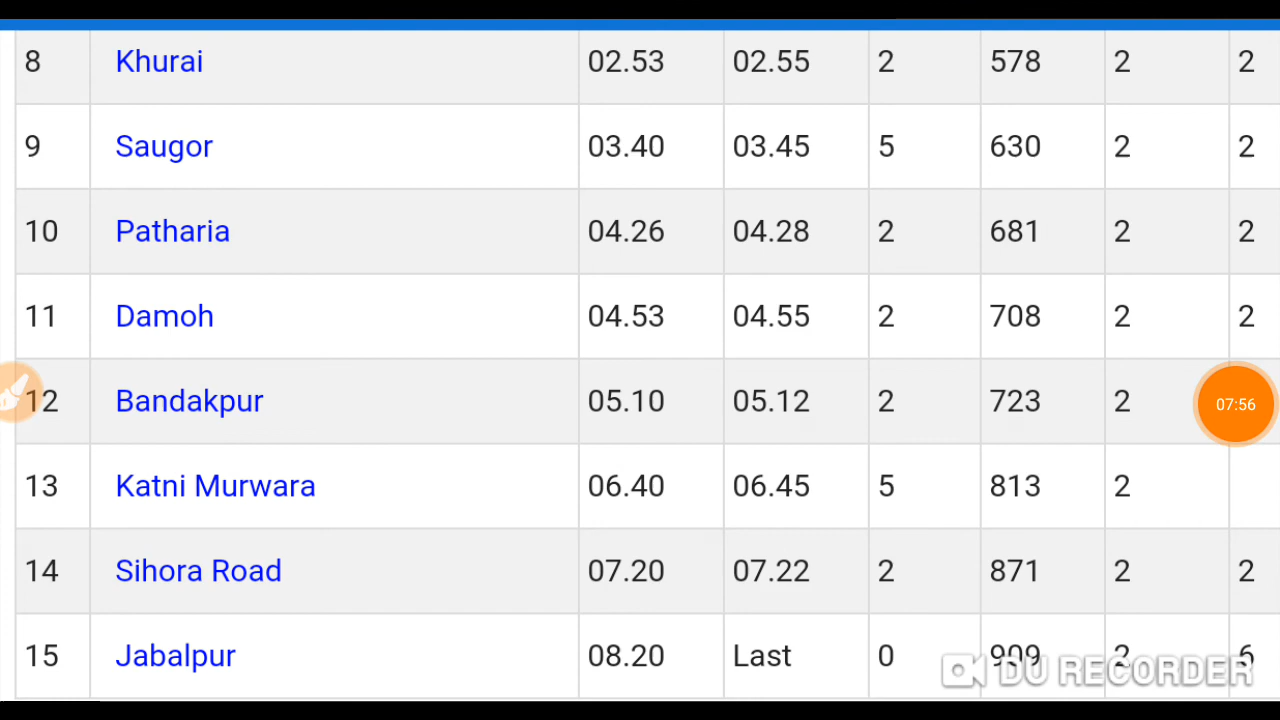 8 Khurai 02.53 02.55 2 578 2 2
9 Saugor 03.40 03.45 5 630 2 2
10 Patharia 04.26 04.28 2 681 2 2
11 Damoh 04.53 04.55 2 708 2 2
12 Bandakpur 05.10 05.12 2 723 2 07:56
13 Katni Murwara 06.40 06.45 5 813 2
14 Sihora Road 07.20 07.22 2 871 2 2
15 Jabalpur 08.20 Last 0 909 2 6
DU RECORDER